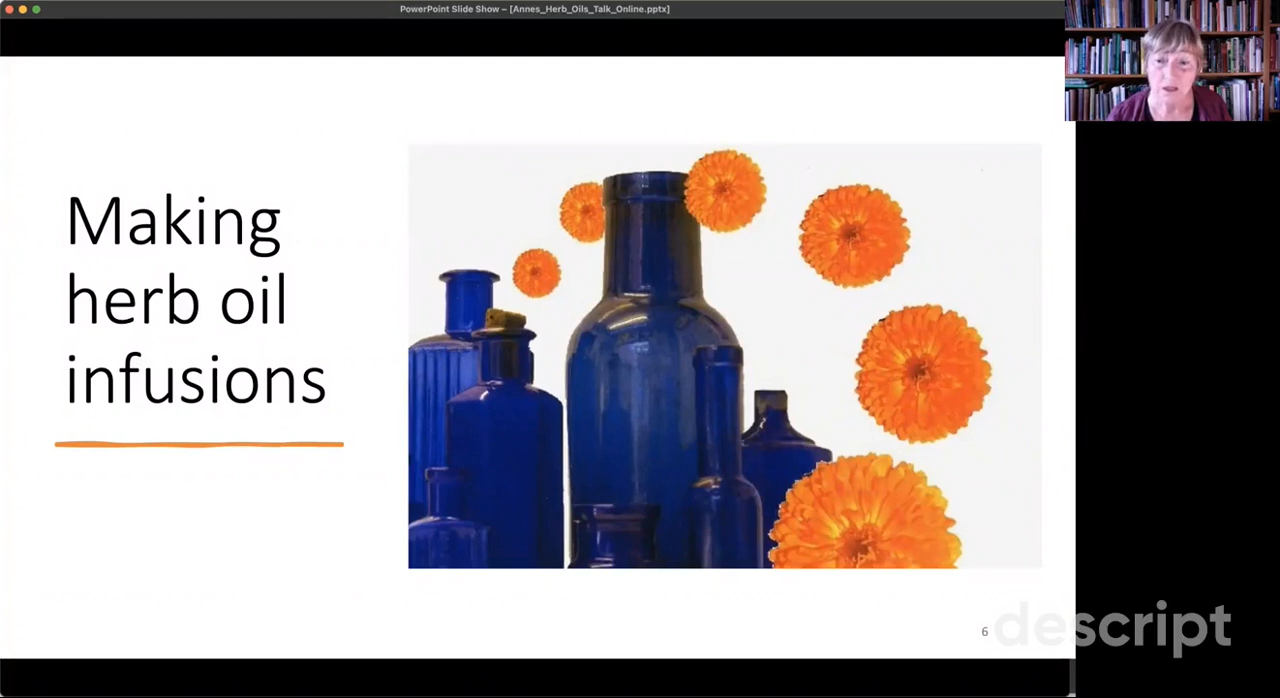 PowerPoint Slide Show – [Annes_Herb_Oils_Talk_Online.pptx]
Making
herb oil
infusions
6
descript